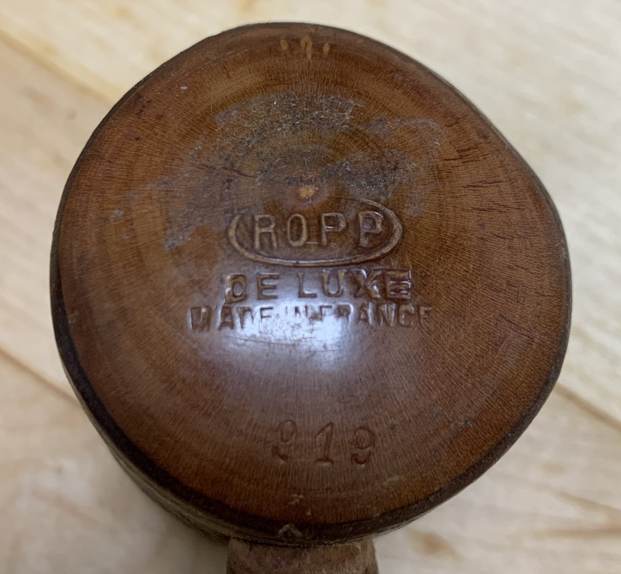 ROPP
DE LUXE
MADE IN FRANCE
919